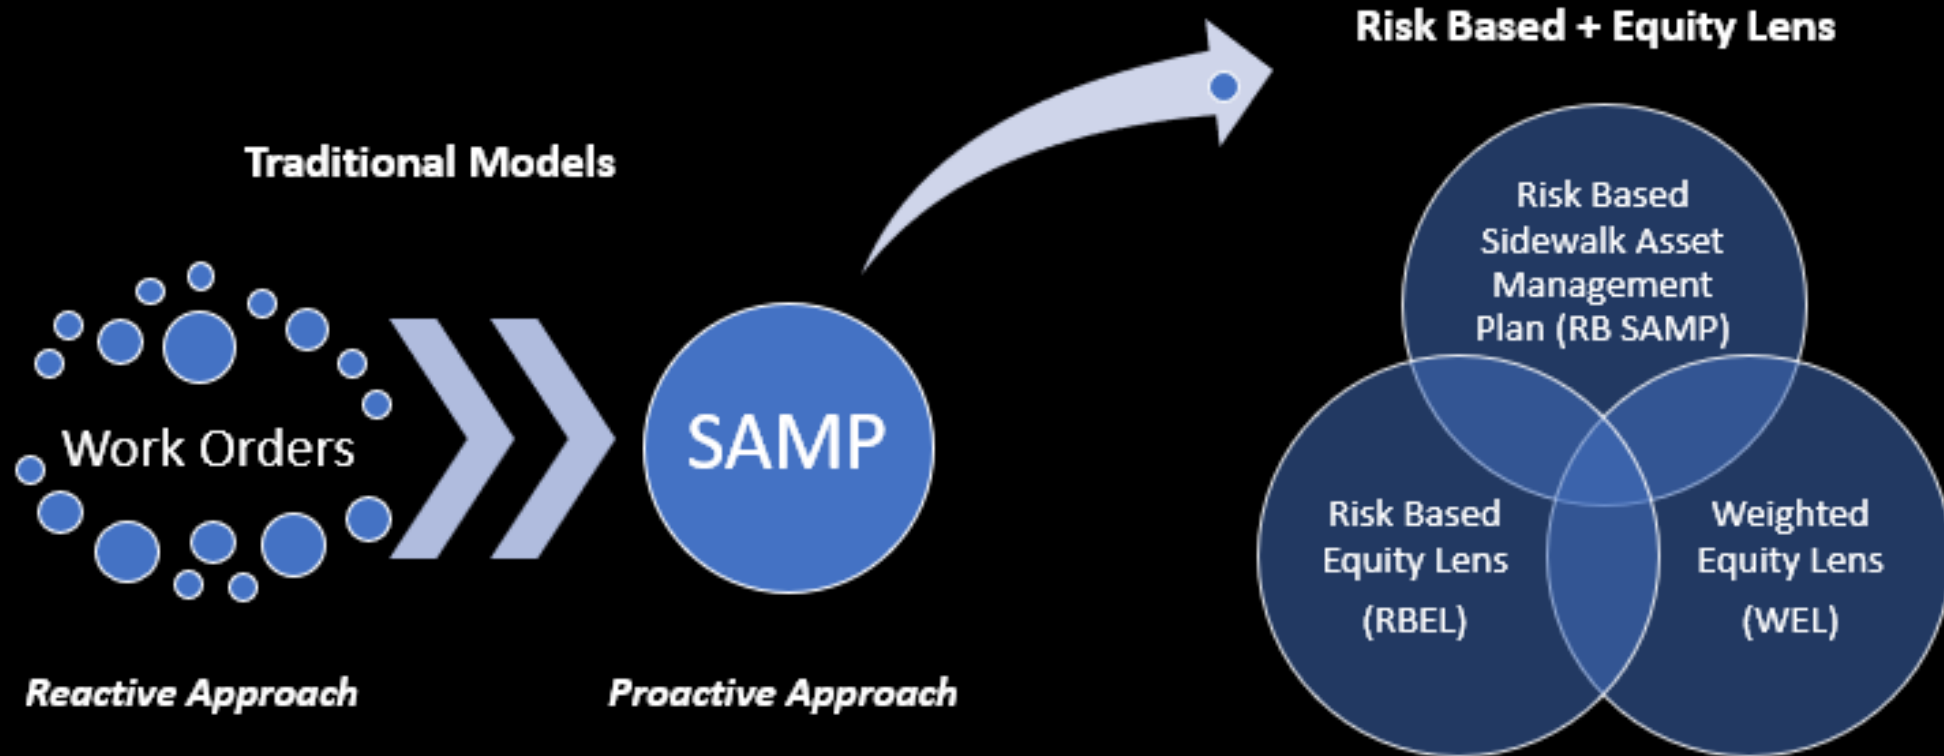 Risk Based + Equity Lens
Traditional Models
Work Orders
SAMP
Reactive Approach
Proactive Approach
Risk Based
Sidewalk Asset
Management
Plan (RB SAMP)
Risk Based
Equity Lens
(RBEL)
Weighted
Equity Lens
(WEL)